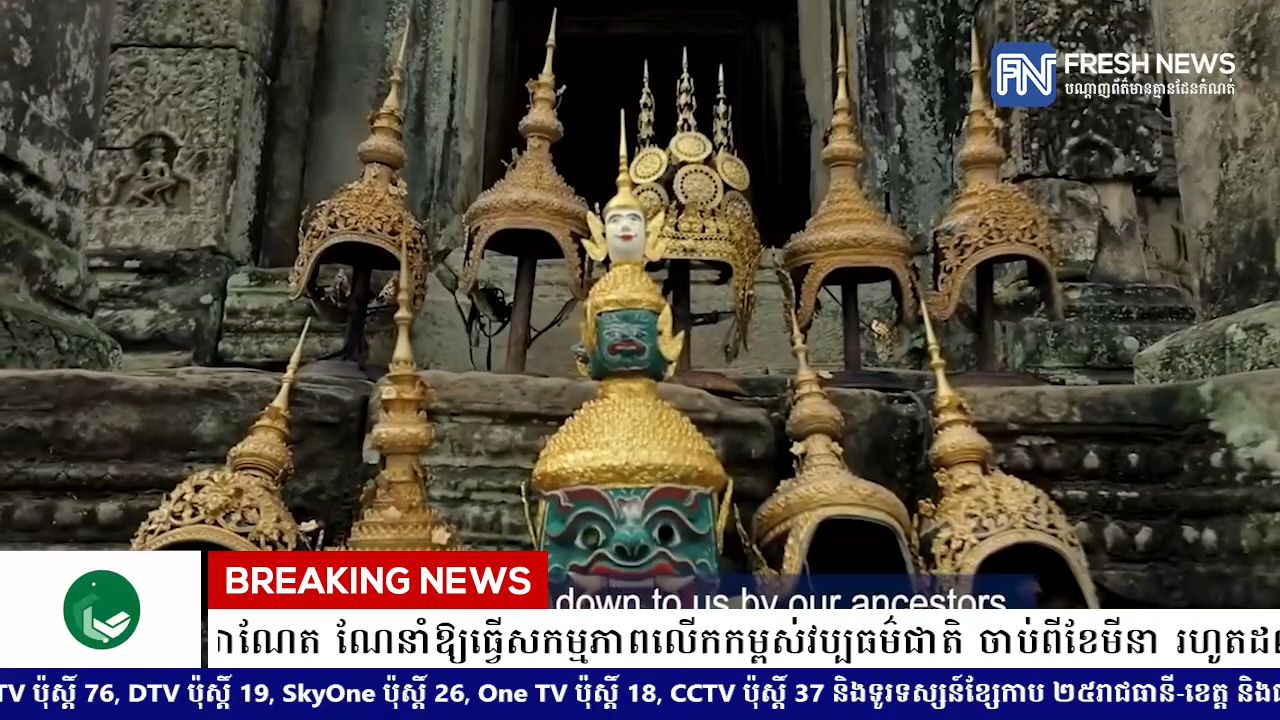 FRESH NEWS
បណ្តាញព័ត៌មានគ្មានដែនកំណត់
BREAKING NEWS
down to us by our ancestors
ណែត ណែនាំឱ្យធ្វើសកម្មភាពលើកកម្ពស់វប្បធម៌ជាតិ ចាប់ពីខែមីនា រហូតដល់
TV ប៉ុស្តិ៍ 76, DTV ប៉ុស្តិ៍ 19, SkyOne ប៉ុស្តិ៍ 26, One TV ប៉ុស្តិ៍ 18, CCTV ប៉ុស្តិ៍ 37 និងទូរទស្សន៍ខ្សែកាប ២៥រាជធានី-ខេត្ត និង